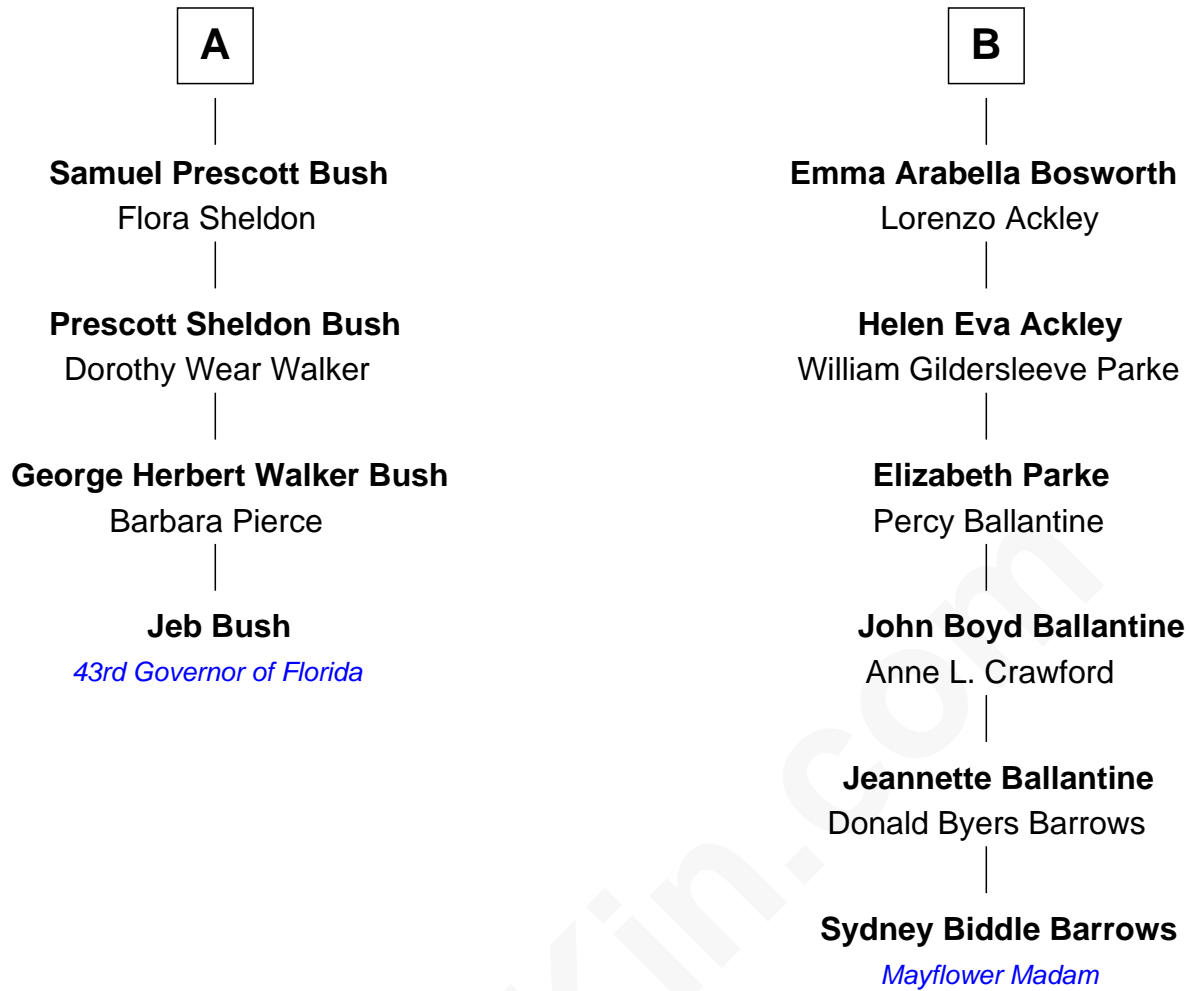 A
Samuel Prescott Bush
Flora Sheldon
Prescott Sheldon Bush
Dorothy Wear Walker
George Herbert Walker Bush
Barbara Pierce
Jeb Bush
43rd Governor of Florida
B
Emma Arabella Bosworth
Lorenzo Ackley
Helen Eva Ackley
William Gildersleeve Parke
Elizabeth Parke
Percy Ballantine
John Boyd Ballantine
Anne L. Crawford
Jeannette Ballantine
Donald Byers Barrows
Sydney Biddle Barrows
Mayflower Madam